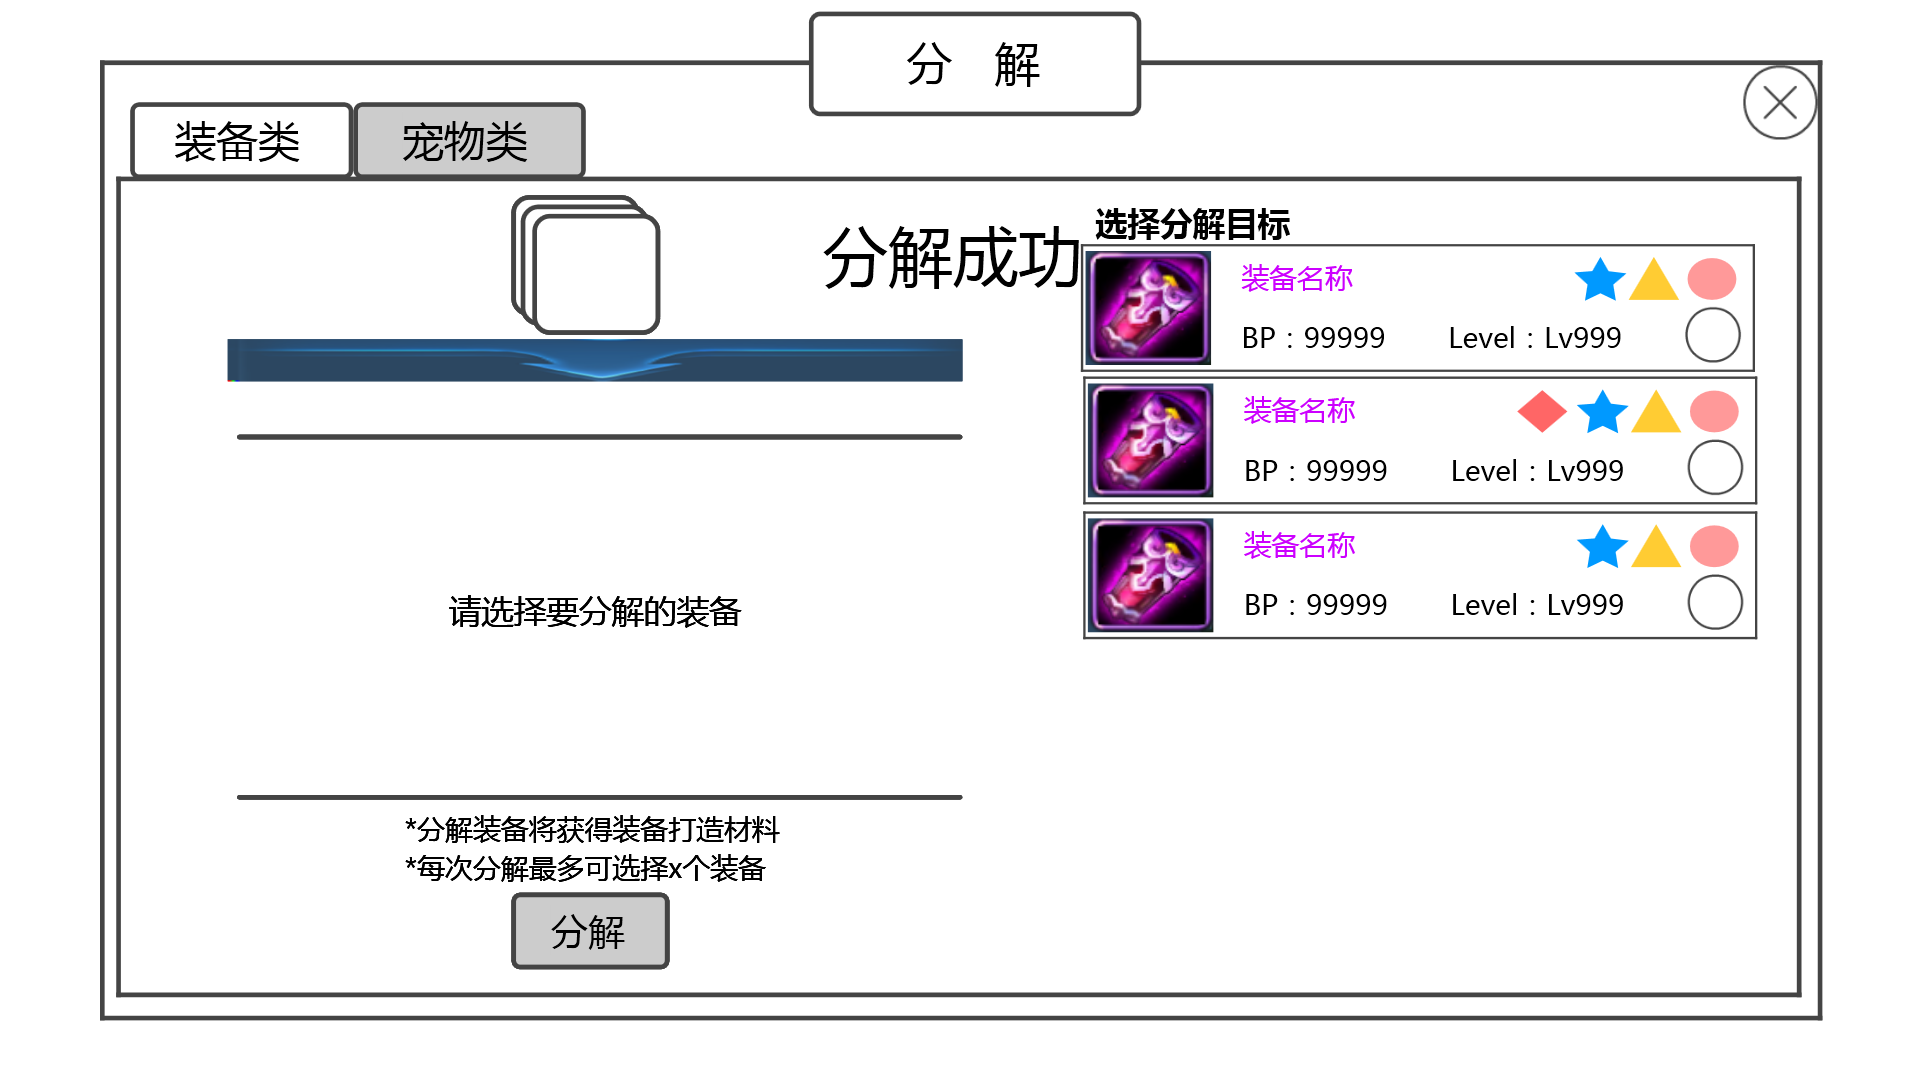 分 解
装备类
宠物类
分解成功
选择分解目标
装备名称
BP：99999 Level：Lv999
装备名称
BP：99999 Level：Lv999
装备名称
BP：99999 Level：Lv999
请选择要分解的装备
*分解装备将获得装备打造材料
*每次分解最多可选择x个装备
分解